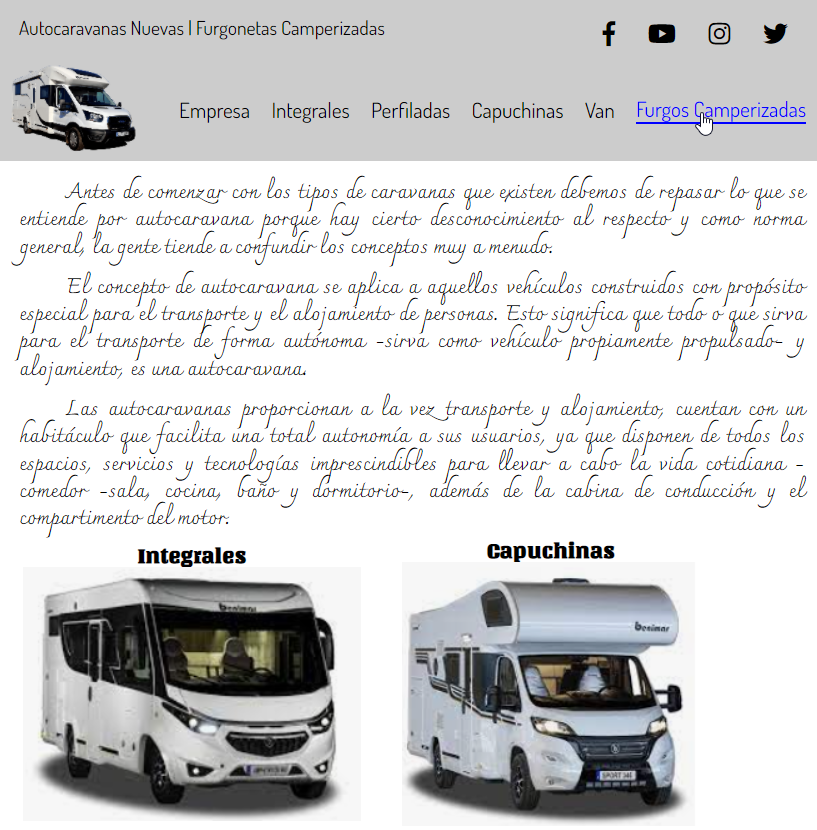 Autocaravanas Nuevas | Furgonetas Camperizadas
Empresa Integrales Perfiladas Capuchinas Van Furgos Camperizadas
Antes de comenzar con los tipos de caravanas que existen debemos de repasar lo que se
entiende por autocaravana porque hay cierto desconocimiento al respecto y como norma
general, la gente tiende a confundir los conceptos muy a menudo.
El concepto de autocaravana se aplica a aquellos vehículos construidos con propósito
especial para el transporte y el alojamiento de personas. Esto significa que todo o que sirva
para el transporte de forma autónoma -sirva como vehículo propiamente propulsado- y
alojamiento, es una autocaravana.
Las autocaravanas proporcionan a la vez transporte y alojamiento, cuentan con un
habitáculo que facilita una total autonomía a sus usuarios, ya que disponen de todos los
espacios, servicios y tecnologías imprescindibles para llevar a cabo la vida cotidiana -
comedor -sala, cocina, baño y dormitorio-, además de la cabina de conducción y el
compartimento del motor.
Integrales
Capuchinas
Benimar
Benimar
SPORT 346